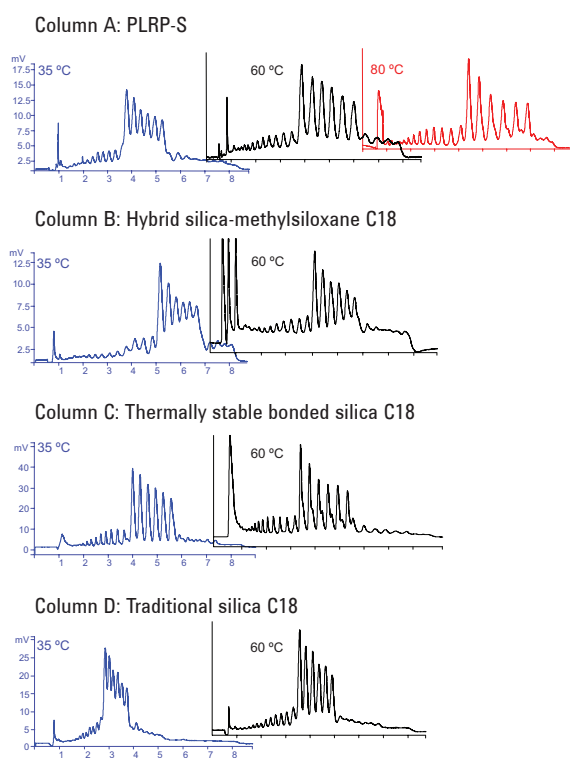 Column A: PLRP-S
mV
35 ºC
60 ºC
80 ºC
17.5
15.0
12.5
10.0
7.5
5.0
2.5
1 2 3 4 5 6 7 8
Column B: Hybrid silica-methylsiloxane C18
mV
35 ºC
60 ºC
12.5
10.0
7.5
5.0
2.5
1 2 3 4 5 6 7 8
Column C: Thermally stable bonded silica C18
mV
35 ºC
60 ºC
40
30
20
10
0
1 2 3 4 5 6 7 8
Column D: Traditional silica C18
mV
35 ºC
60 ºC
25
20
15
10
5
0
1 2 3 4 5 6 7 8